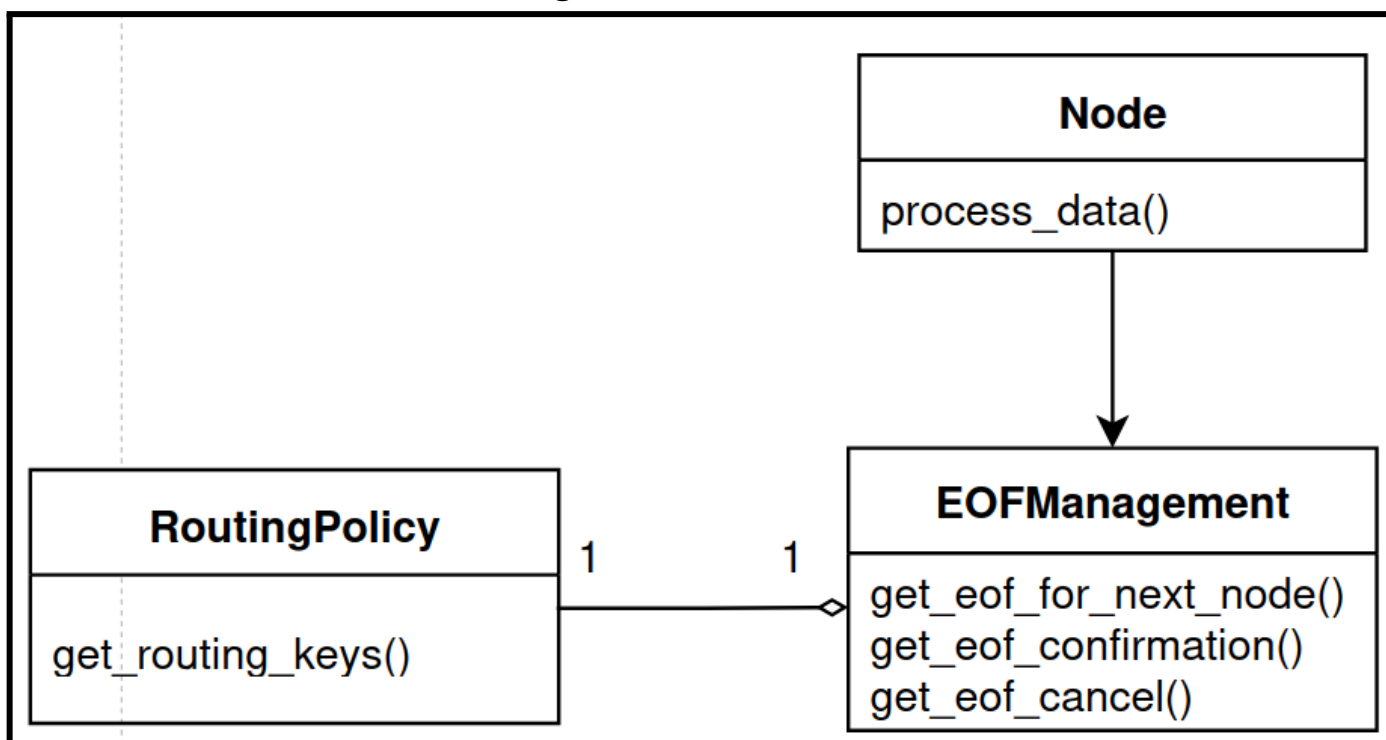 Node
process_data()
RoutingPolicy
1
1
EOFManagement
get_routing_keys()
get_eof_for_next_node()
get_eof_confirmation()
get_eof_cancel()